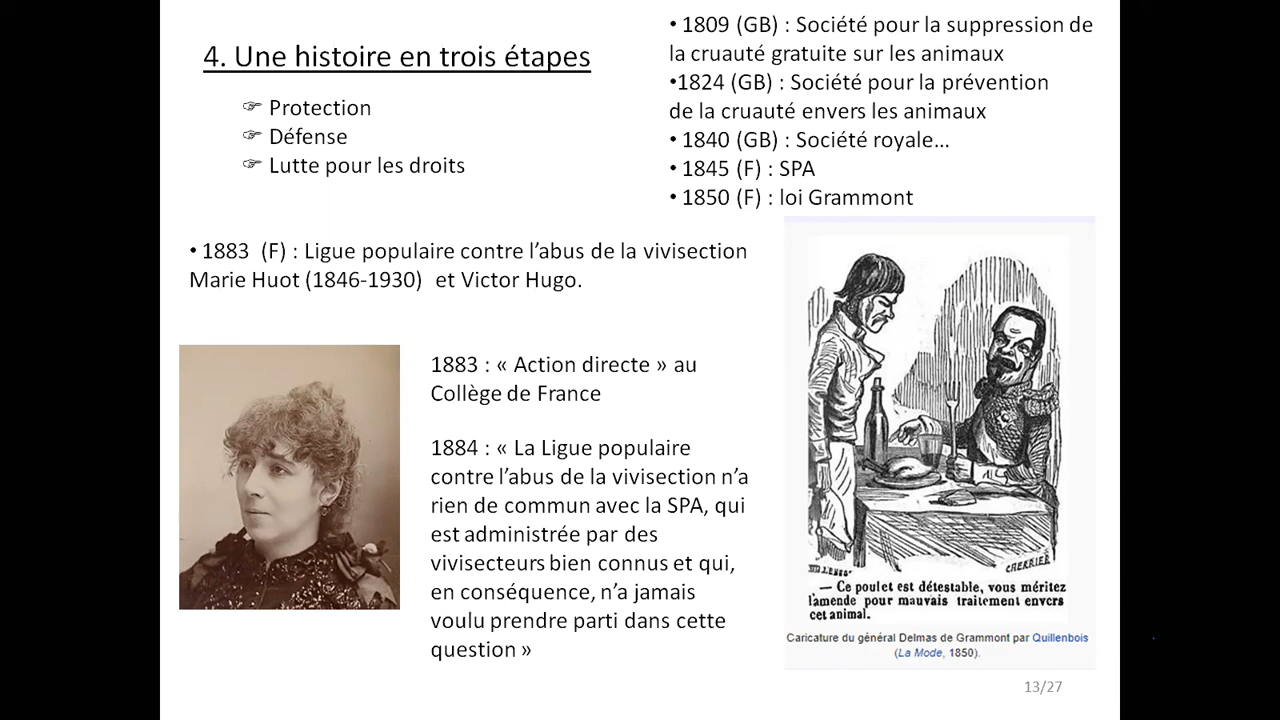 4. Une histoire en trois étapes
☞ Protection
☞ Défense
☞ Lutte pour les droits
• 1809 (GB) : Société pour la suppression de
la cruauté gratuite sur les animaux
•1824 (GB) : Société pour la prévention
de la cruauté envers les animaux
• 1840 (GB) : Société royale…
• 1845 (F) : SPA
• 1850 (F) : loi Grammont
• 1883  (F) : Ligue populaire contre l’abus de la vivisection
Marie Huot (1846-1930)  et Victor Hugo.
1883 : « Action directe » au
Collège de France
1884 : « La Ligue populaire
contre l’abus de la vivisection n’a
rien de commun avec la SPA, qui
est administrée par des
vivisecteurs bien connus et qui,
en conséquence, n’a jamais
voulu prendre parti dans cette
question »
CHERRIER
— Ce poulet est détestable, vous méritez
l'amende pour mauvais traitement envers
cet animal.
Caricature du général Delmas de Grammont par Quillenbois
(La Mode, 1850).
13/27